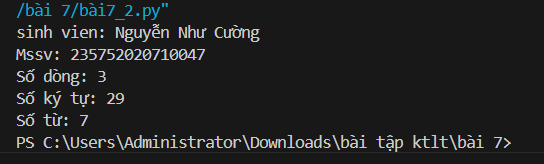 /bài 7/bài7_2.py"
sinh vien: Nguyễn Như Cường
Mssv: 235752020710047
Số dòng: 3
Số ký tự: 29
Số từ: 7
PS C:\Users\Administrator\Downloads\bài tập ktlt\bài 7>